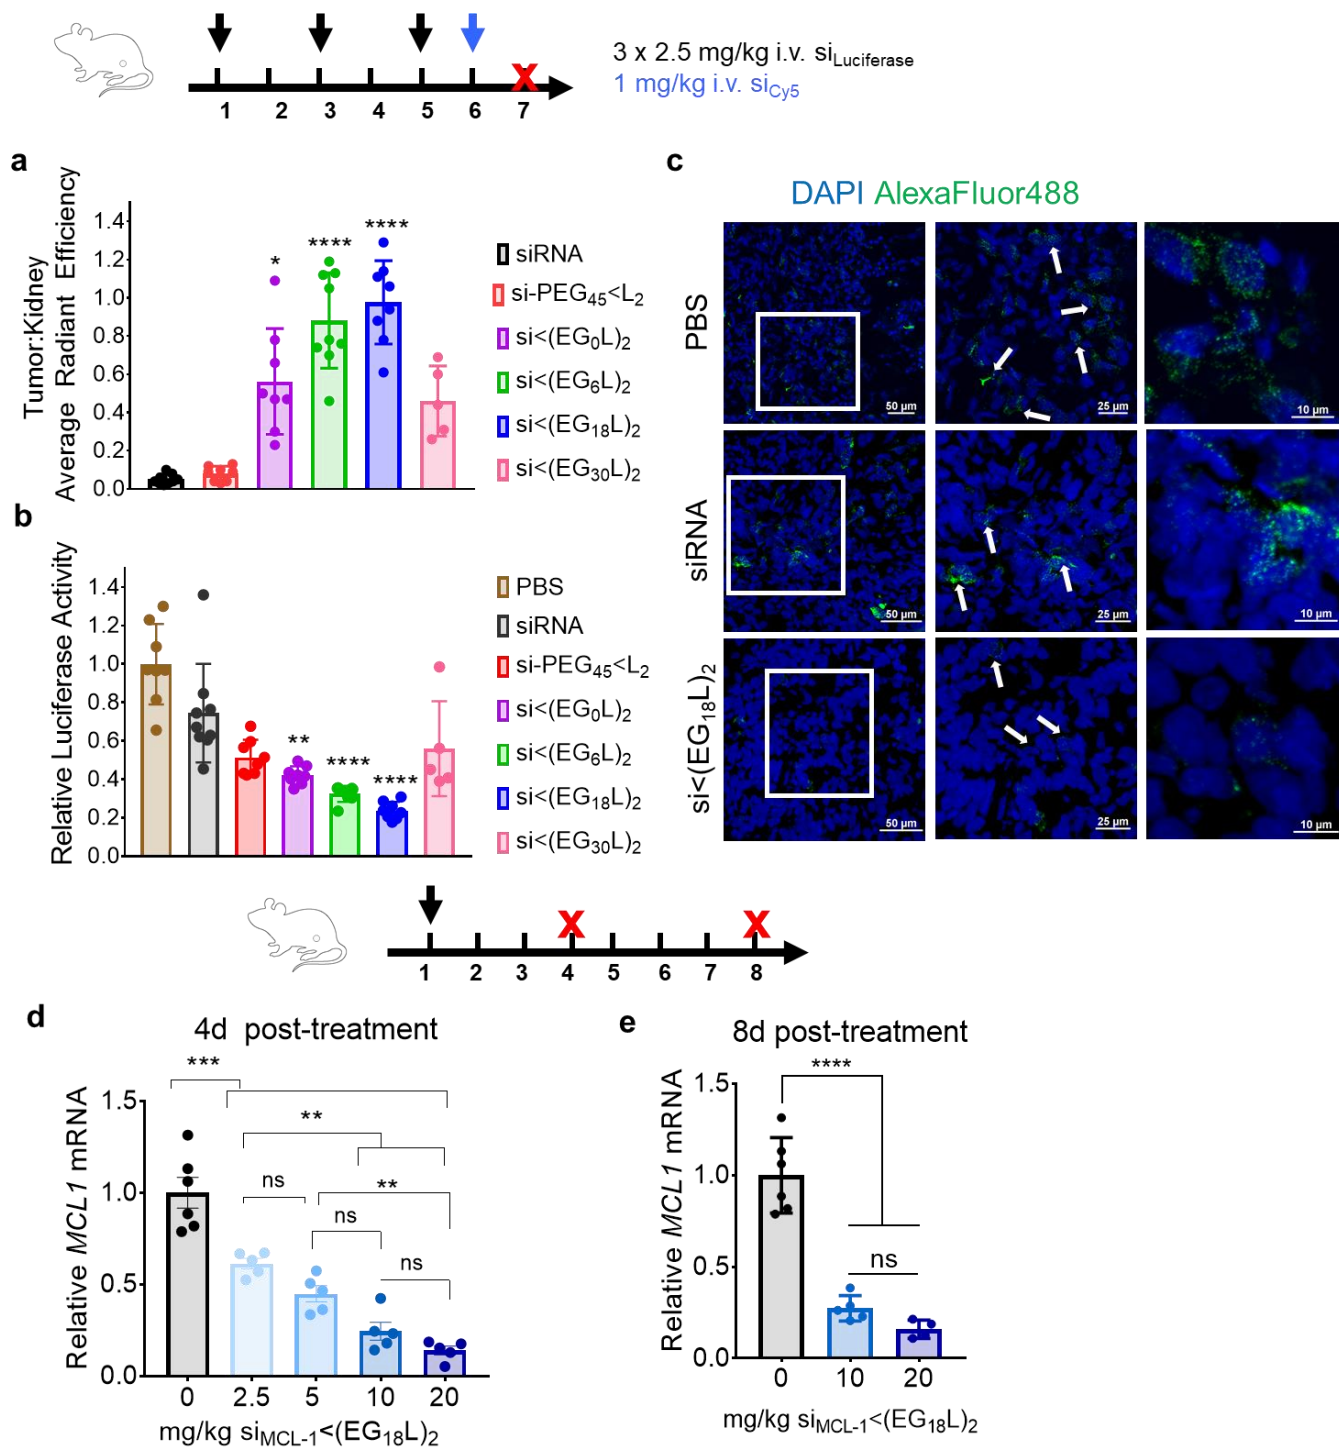 3 x 2.5 mg/kg i.v. si_Luciferase
1 mg/kg i.v. si_Cy5
X
1 2 3 4 5 6 7
a
Tumor:Kidney
Average Radiant Efficiency
1.4
1.2
1.0
0.8
0.6
0.4
0.2
0.0
* **** ****
siRNA
si-PEG₄₅<L₂
si<(EG₀L)₂
si<(EG₆L)₂
si<(EG₁₈L)₂
si<(EG₃₀L)₂
b
Relative Luciferase Activity
1.4
1.2
1.0
0.8
0.6
0.4
0.2
0.0
** **** ****
PBS
siRNA
si-PEG₄₅<L₂
si<(EG₀L)₂
si<(EG₆L)₂
si<(EG₁₈L)₂
si<(EG₃₀L)₂
c
DAPI AlexaFluor488
PBS
50 µm 25 µm 10 µm
siRNA
50 µm 25 µm 10 µm
si<(EG₁₈L)₂
50 µm 25 µm 10 µm
X X
1 2 3 4 5 6 7 8
d
4d post-treatment
Relative MCL1 mRNA
1.5
1.0
0.5
0.0
***
**
ns
**
ns
ns
0 2.5 5 10 20
mg/kg si_MCL-1<(EG₁₈L)₂
e
8d post-treatment
Relative MCL1 mRNA
1.5
1.0
0.5
0.0
****
ns
0 10 20
mg/kg si_MCL-1<(EG₁₈L)₂